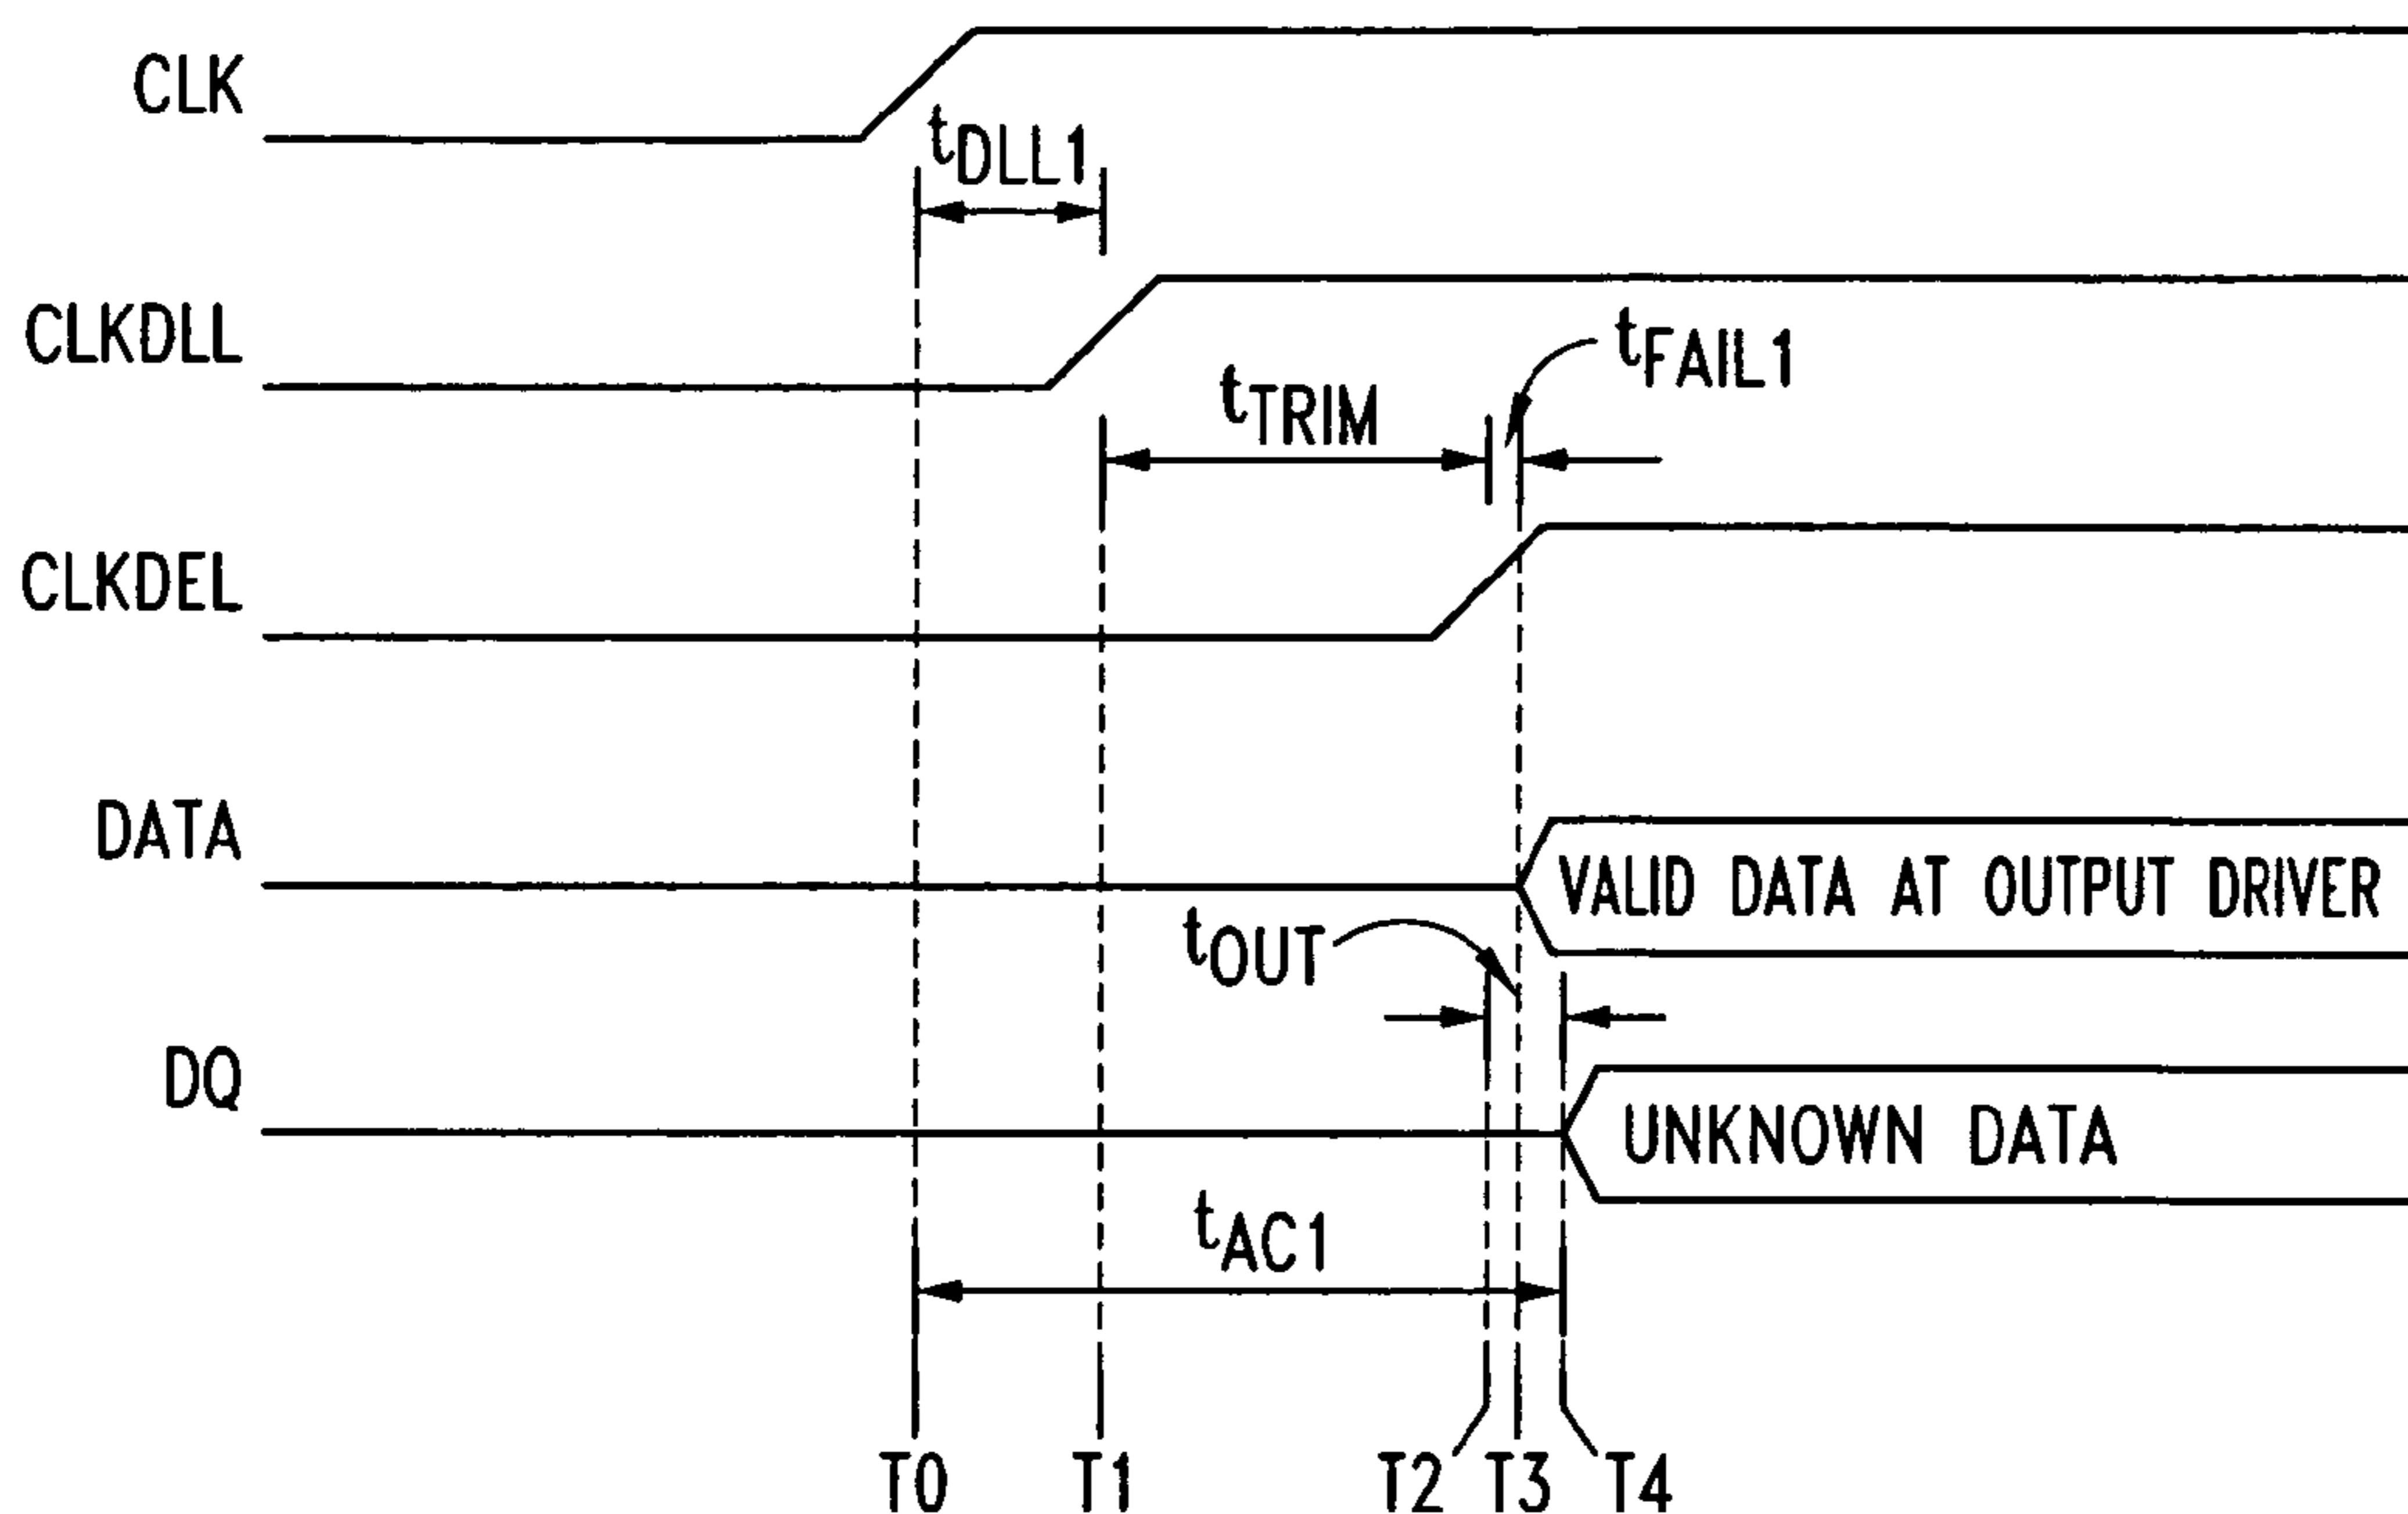 CLK
tDLL1
CLKDLL
tFAIL1
tTRIM
CLKDEL
DATA
VALID DATA AT OUTPUT DRIVER
tOUT
DQ
UNKNOWN DATA
tAC1
T0 T1 T2 T3 T4